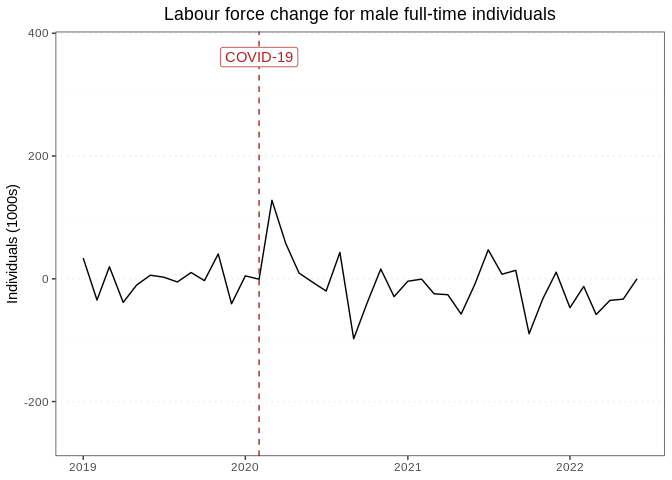 Labour force change for male full-time individuals
400
COVID-19
200
Individuals (1000s)
0
-200
2019 2020 2021 2022